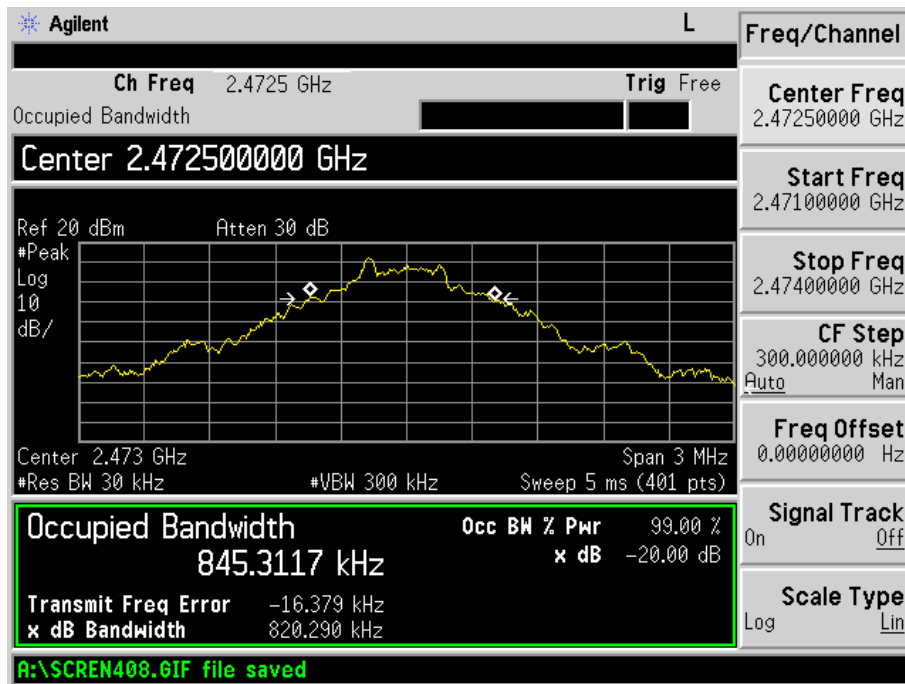 Agilent L
Freq/Channel
Ch Freq 2.4725 GHz Trig Free
Occupied Bandwidth
Center 2.472500000 GHz
Ref 20 dBm Atten 30 dB
#Peak
Log
10
dB/
Center 2.473 GHz Span 3 MHz
#Res BW 30 kHz #VBW 300 kHz Sweep 5 ms (401 pts)
Occupied Bandwidth
845.3117 kHz
Occ BW % Pwr 99.00 %
x dB -20.00 dB
Transmit Freq Error -16.379 kHz
x dB Bandwidth 820.290 kHz
A:\SCREN408.GIF file saved
Center Freq
2.47250000 GHz
Start Freq
2.47100000 GHz
Stop Freq
2.47400000 GHz
CF Step
300.000000 kHz
Auto Man
Freq Offset
0.00000000 Hz
Signal Track
On Off
Scale Type
Log Lin